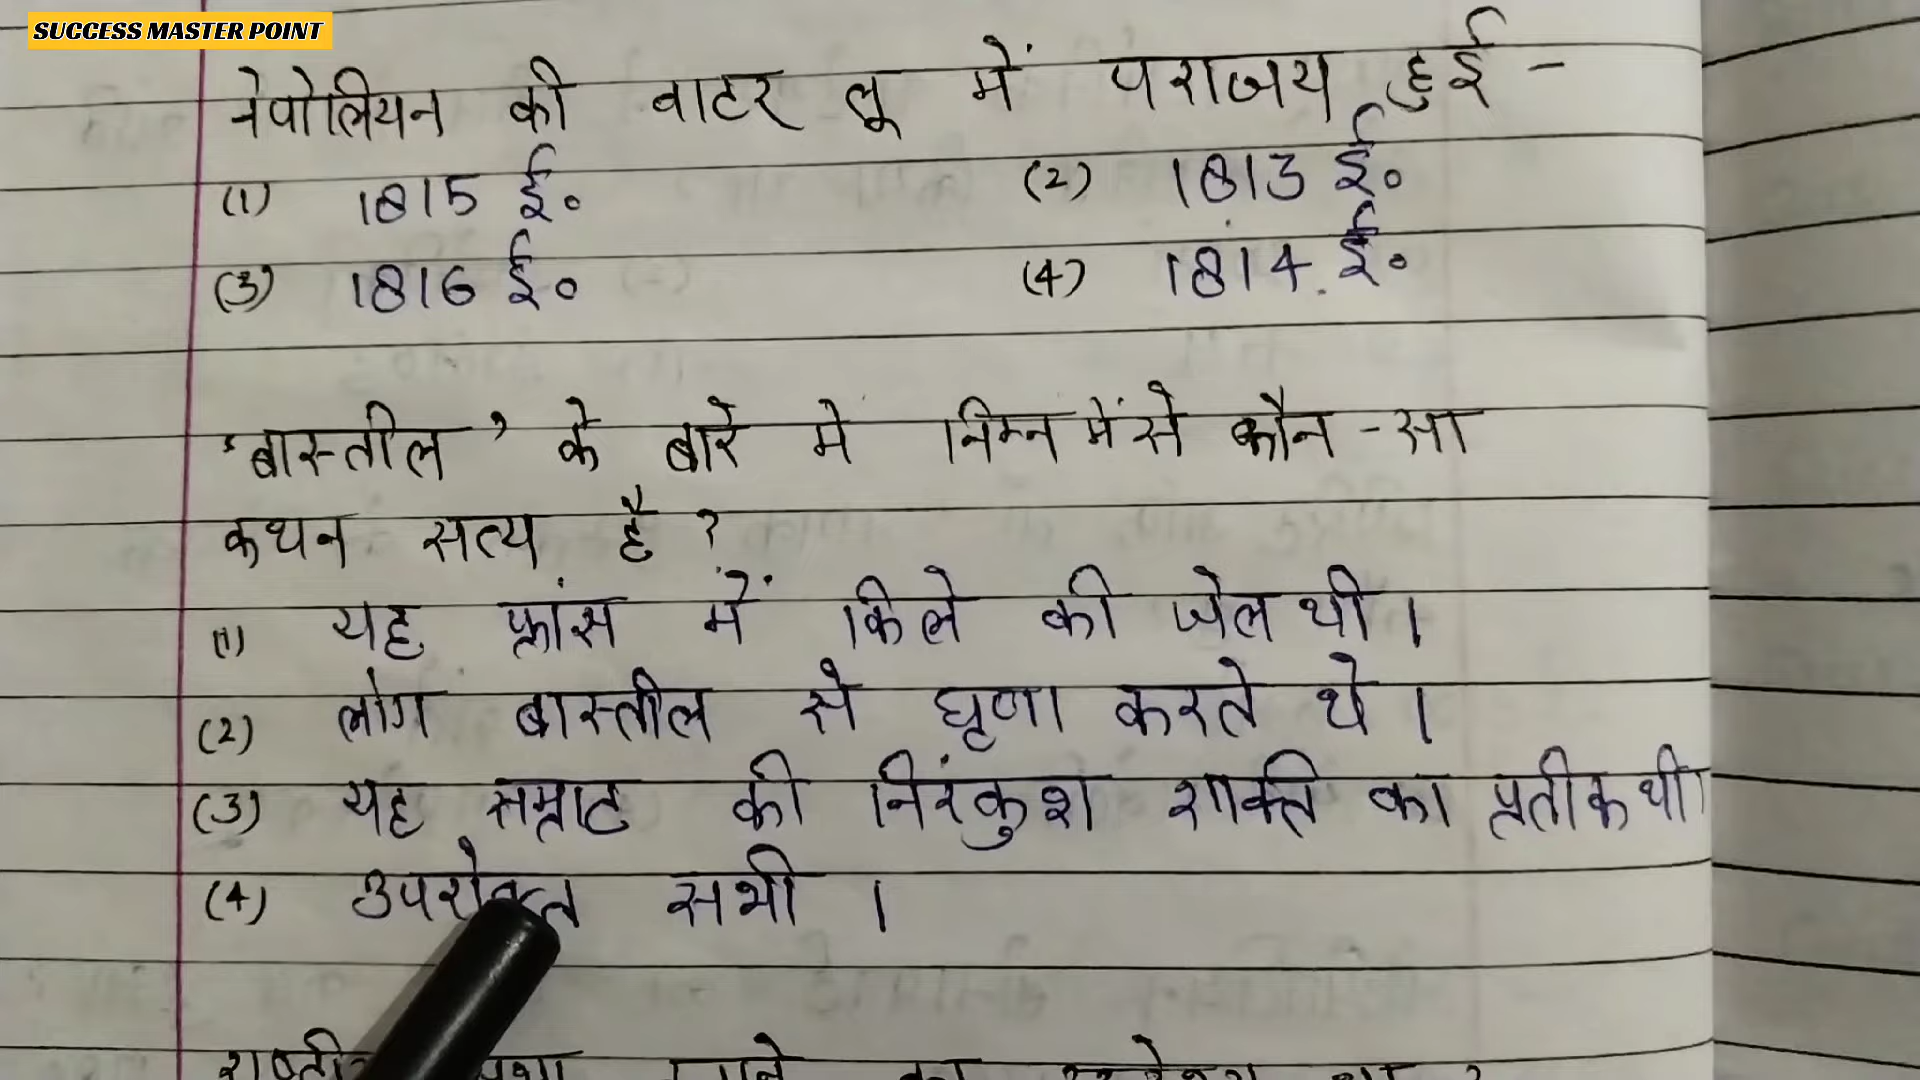 SUCCESS MASTER POINT
नेपोलियन की वाटर लू में पराजय हुई -
(1) 1815 ई० (2) 1813 ई०
(3) 1816 ई० (4) 1814 ई०
'बास्तील' के बारे मे निम्न में से कौन-सा
कथन सत्य है ?
(1) यह फ्रांस में किले की जेल थी।
(2) लोग बास्तील से घृणा करते थे।
(3) यह सम्राट की निरंकुश शक्ति का प्रतीक थी।
(4) उपरोक्त सभी ।